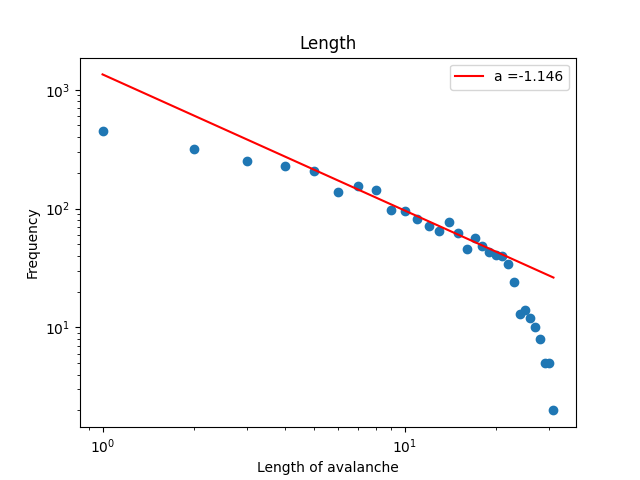 Length
a =-1.146
Frequency
10³
10²
10¹
10⁰
10¹
Length of avalanche